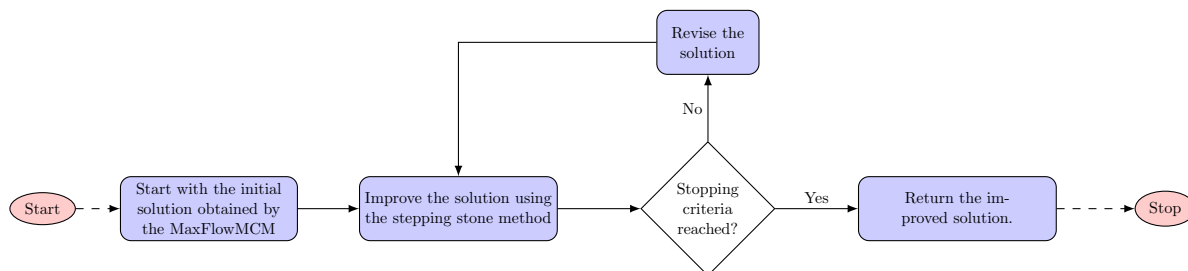 Revise the
solution
No
Start
Start with the initial
solution obtained by
the MaxFlowMCM
Improve the solution using
the stepping stone method
Stopping
criteria
reached?
Yes
Return the im-
proved solution.
Stop